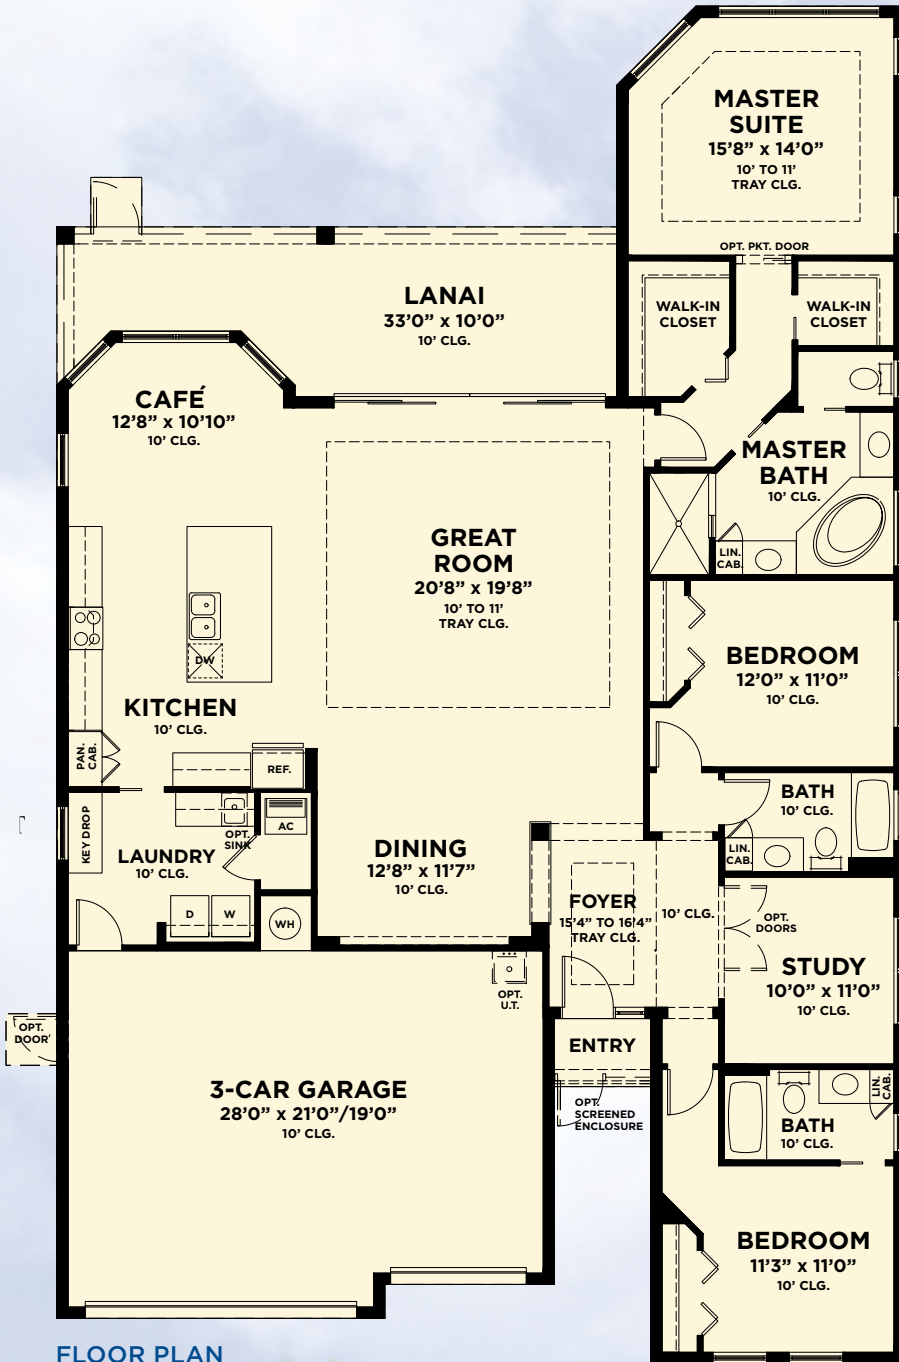 MASTER
SUITE
15’8” x 14’0”
10’ TO 11’
TRAY CLG.
OPT. PKT. DOOR
WALK-IN
CLOSET
WALK-IN
CLOSET
LANAI
33’0” x 10’0”
10’ CLG.
CAFÉ
12’8” x 10’10”
10’ CLG.
MASTER
BATH
10’ CLG.
LIN.
CAB.
GREAT
ROOM
20’8” x 19’8”
10’ TO 11’
TRAY CLG.
DW
KITCHEN
10’ CLG.
PAN.
CAB.
REF.
BEDROOM
12’0” x 11’0”
10’ CLG.
BATH
10’ CLG.
LIN.
CAB.
KEY DROP
OPT.
SINK
AC
LAUNDRY
10’ CLG.
D
W
WH
DINING
12’8” x 11’7”
10’ CLG.
FOYER
15’4” TO 16’4”
TRAY CLG.
10’ CLG.
OPT.
DOORS
STUDY
10’0” x 11’0”
10’ CLG.
OPT.
U.T.
OPT.
DOOR
ENTRY
OPT.
SCREENED
ENCLOSURE
3-CAR GARAGE
28’0” x 21’0”/19’0”
10’ CLG.
LIN.
CAB.
BATH
10’ CLG.
BEDROOM
11’3” x 11’0”
10’ CLG.
FLOOR PLAN